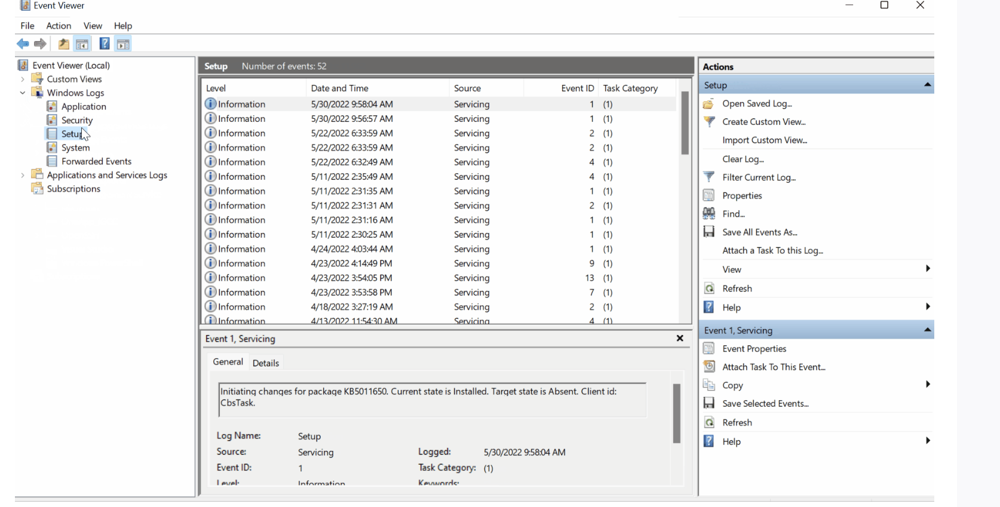 Event Viewer
File Action View Help
Event Viewer (Local)
Custom Views
Windows Logs
Application
Security
Setup
System
Forwarded Events
Applications and Services Logs
Subscriptions
Setup Number of events: 52
Level Date and Time Source Event ID Task Category
Information 5/30/2022 9:58:04 AM Servicing 1 (1)
Information 5/30/2022 9:56:57 AM Servicing 1 (1)
Information 5/22/2022 6:33:59 AM Servicing 2 (1)
Information 5/22/2022 6:33:59 AM Servicing 2 (1)
Information 5/22/2022 6:32:49 AM Servicing 4 (1)
Information 5/11/2022 2:35:49 AM Servicing 4 (1)
Information 5/11/2022 2:31:35 AM Servicing 1 (1)
Information 5/11/2022 2:31:31 AM Servicing 2 (1)
Information 5/11/2022 2:31:16 AM Servicing 1 (1)
Information 5/11/2022 2:30:25 AM Servicing 1 (1)
Information 4/24/2022 4:03:44 AM Servicing 1 (1)
Information 4/23/2022 4:14:49 PM Servicing 9 (1)
Information 4/23/2022 3:54:05 PM Servicing 13 (1)
Information 4/23/2022 3:53:58 PM Servicing 7 (1)
Information 4/18/2022 3:27:19 AM Servicing 2 (1)
Information 4/13/2022 11:54:30 AM Servicing 4 (1)
Event 1, Servicing
General Details
Initiating changes for package KB5011650. Current state is Installed. Target state is Absent. Client id:
CbsTask.
Log Name: Setup
Source: Servicing Logged: 5/30/2022 9:58:04 AM
Event ID: 1 Task Category: (1)
Level: Information Keywords:
Actions
Setup
Open Saved Log...
Create Custom View...
Import Custom View...
Clear Log...
Filter Current Log...
Properties
Find...
Save All Events As...
Attach a Task To this Log...
View
Refresh
Help
Event 1, Servicing
Event Properties
Attach Task To This Event...
Copy
Save Selected Events...
Refresh
Help